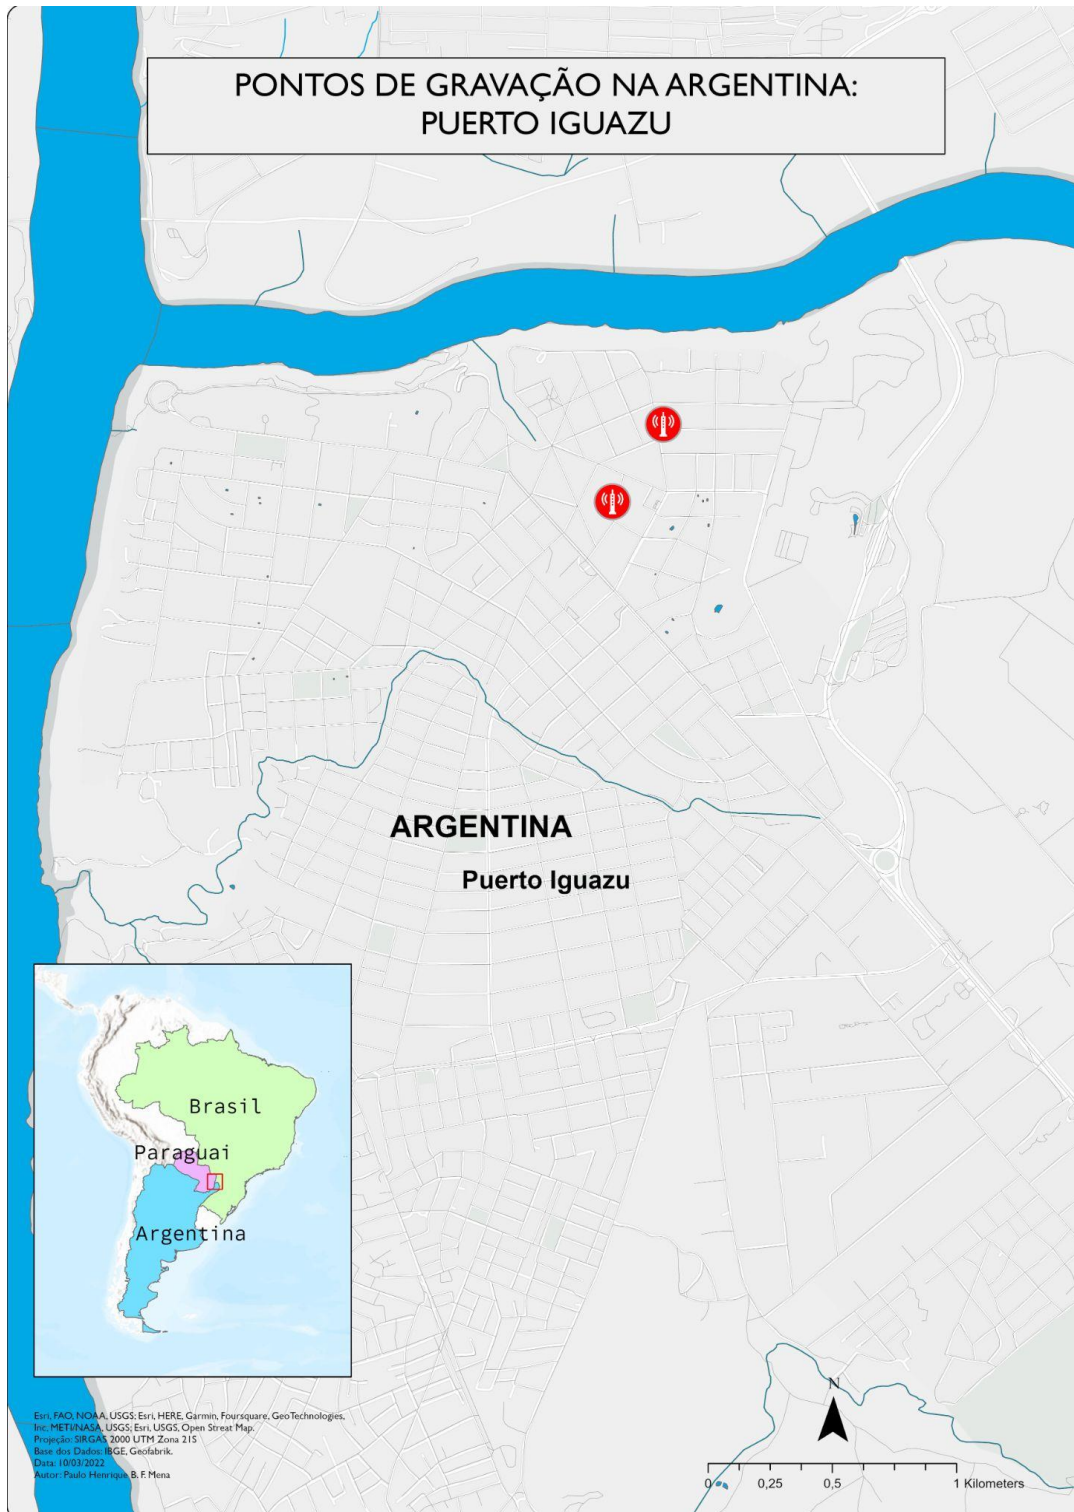 PONTOS DE GRAVAÇÃO NA ARGENTINA:
PUERTO IGUAZU
ARGENTINA
Puerto Iguazu
Brasil
Paraguai
Argentina
Esri, FAO, NOAA, USGS; Esri, HERE, Garmin, Foursquare, GeoTechnologies,
Inc, METI/NASA, USGS; Esri, USGS, Open Streat Map.
Projeção: SIRGAS 2000 UTM Zona 21S
Base dos Dados: IBGE, Geofabrik.
Data: 10/03/2022
Autor: Paulo Henrique B. F. Mena
N
0 0,25 0,5 1 Kilometers